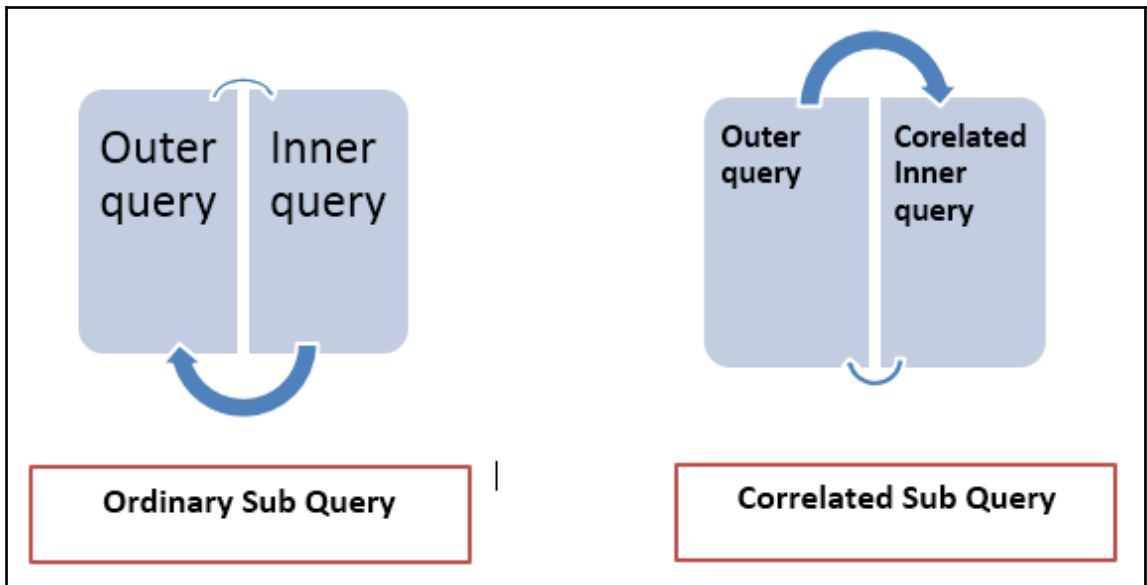 Outer
query
Inner
query
Ordinary Sub Query
Outer
query
Corelated
Inner
query
Correlated Sub Query